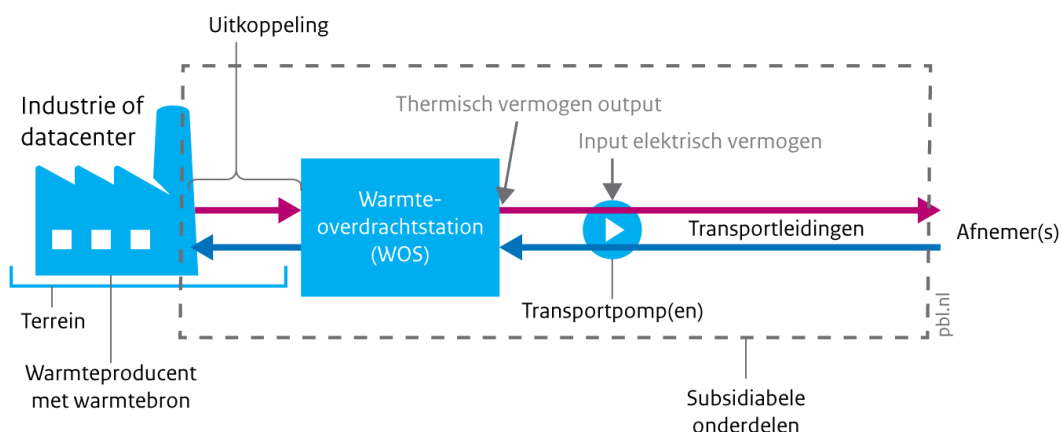 Uitkoppeling
Industrie of
datacenter
Thermisch vermogen output
Input elektrisch vermogen
Warmte-
overdrachtstation
(WOS)
Transportleidingen
Afnemer(s)
Terrein
Transportpomp(en)
pbl.nl
Warmteproducent
met warmtebron
Subsidiabele
onderdelen